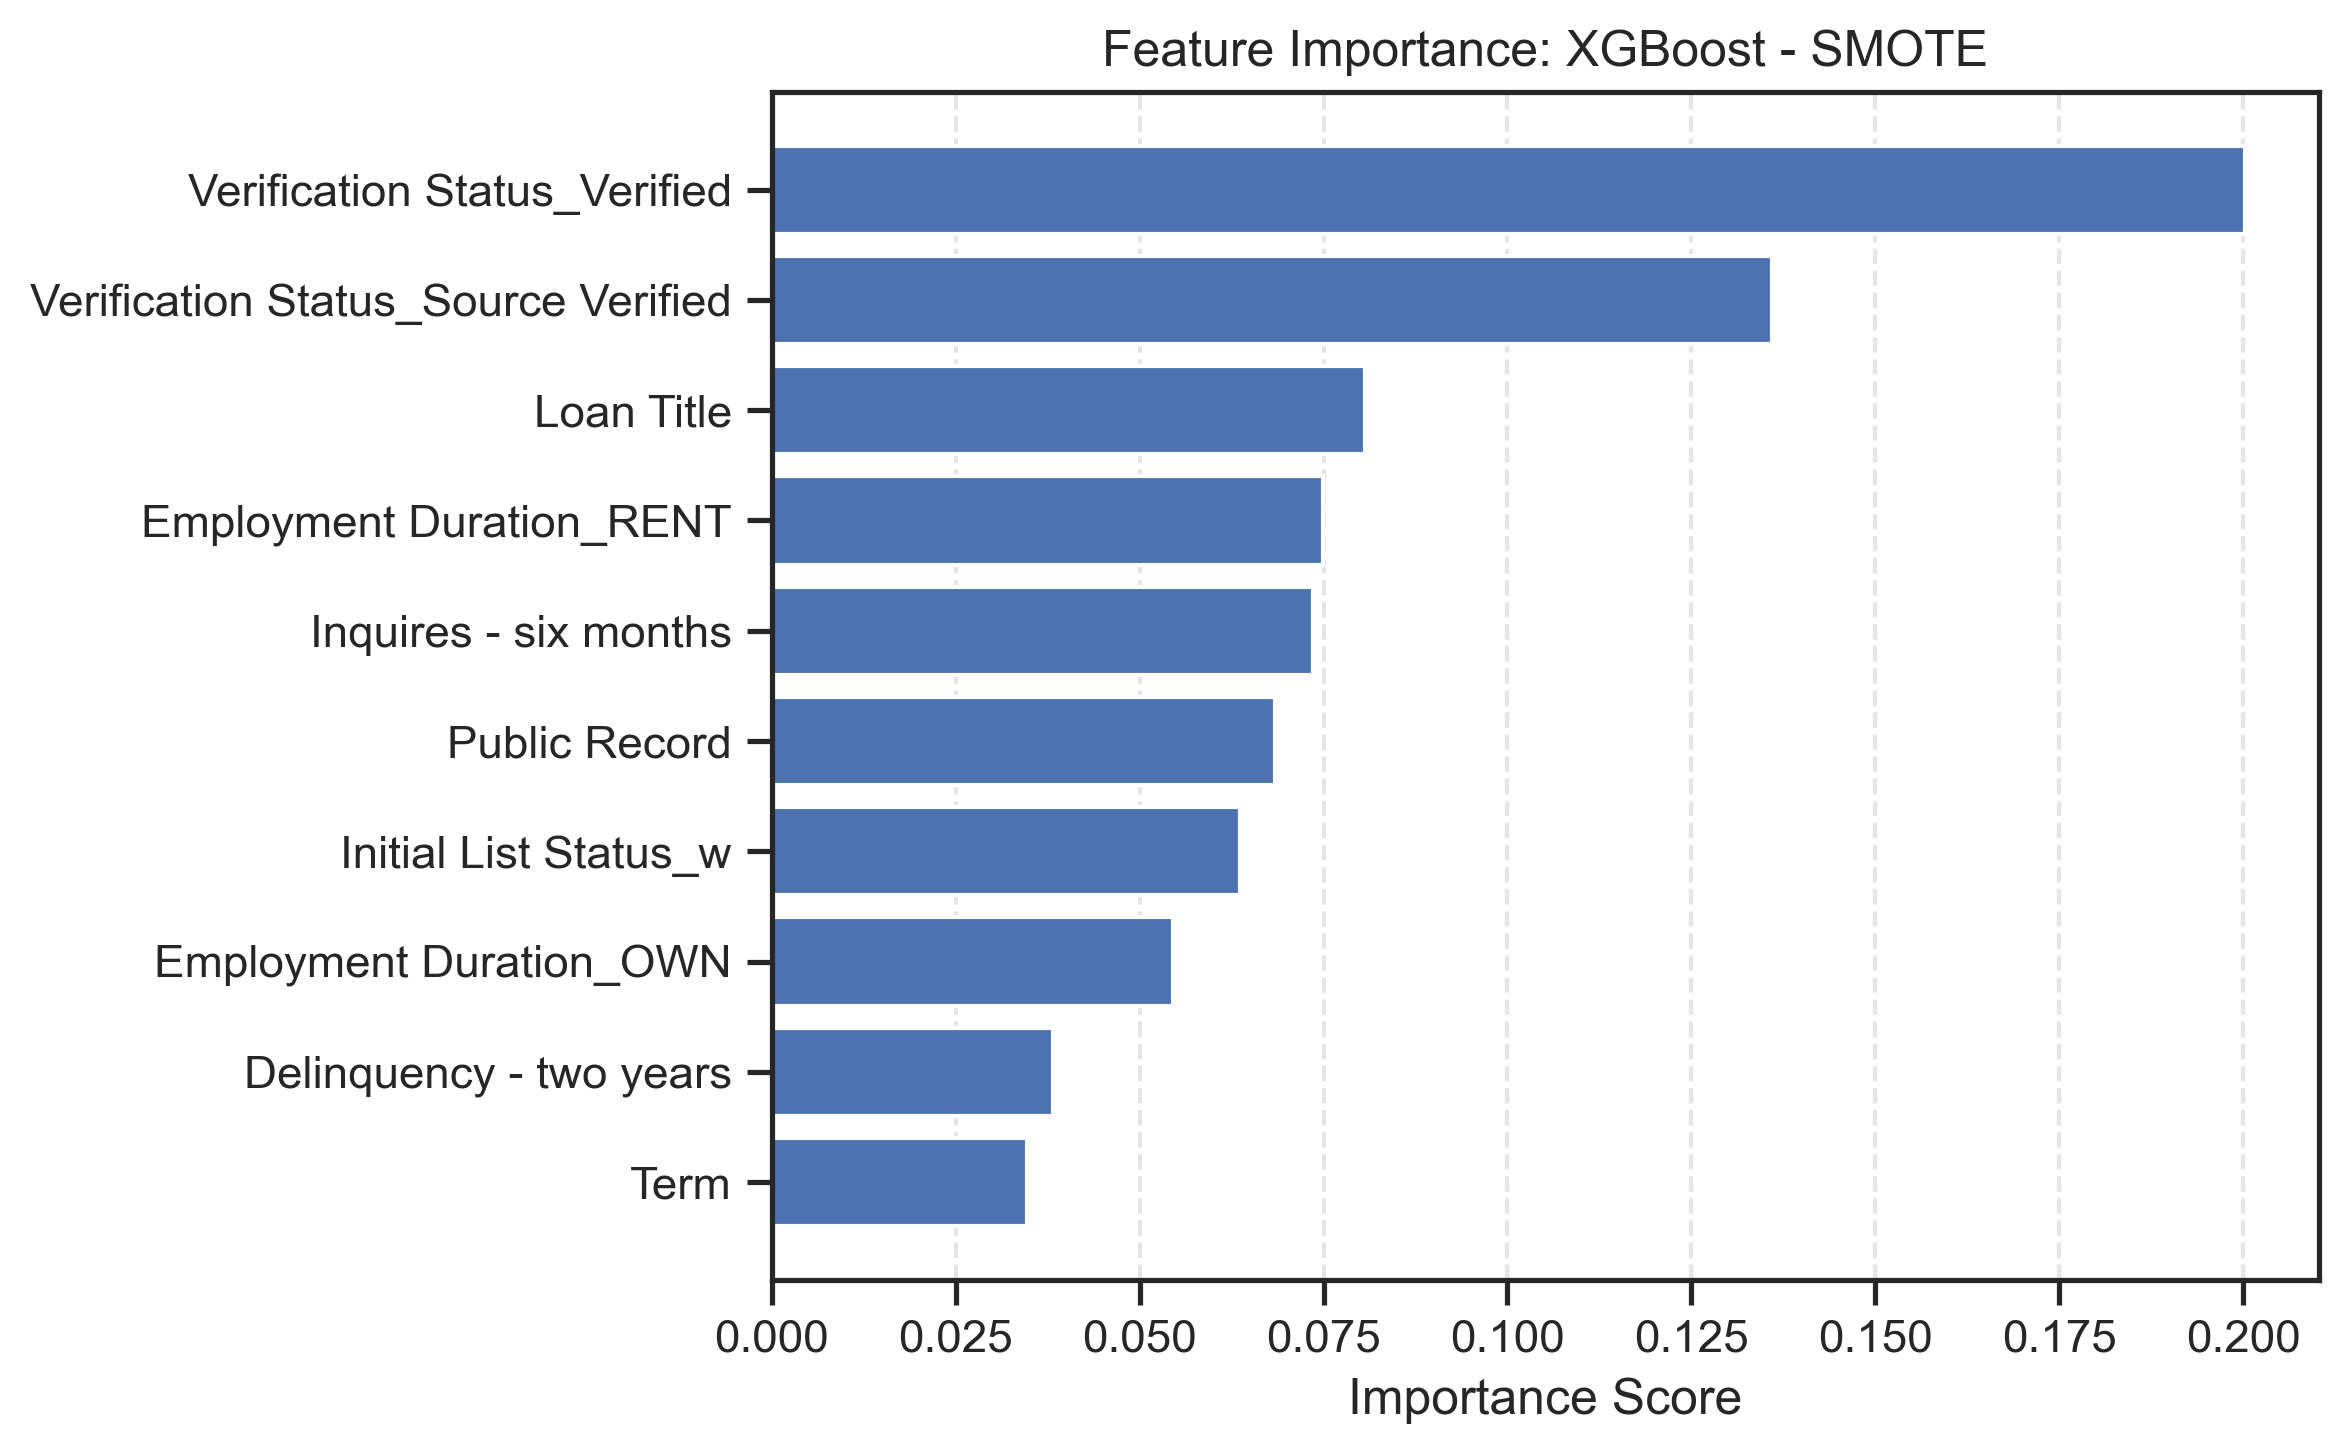 Feature Importance: XGBoost - SMOTE
Verification Status_Verified
Verification Status_Source Verified
Loan Title
Employment Duration_RENT
Inquires - six months
Public Record
Initial List Status_w
Employment Duration_OWN
Delinquency - two years
Term
0.000 0.025 0.050 0.075 0.100 0.125 0.150 0.175 0.200
Importance Score